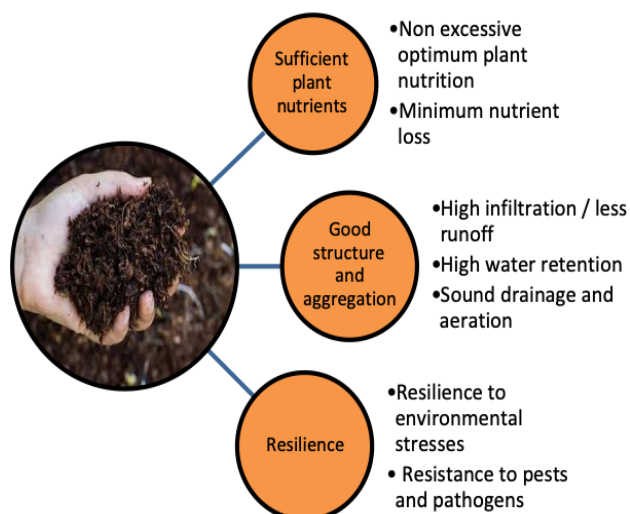 Sufficient
plant
nutrients
•Non excessive
optimum plant
nutrition
•Minimum nutrient
loss
Good
structure
and
aggregation
•High infiltration / less
runoff
•High water retention
•Sound drainage and
aeration
Resilience
•Resilience to
environmental
stresses
• Resistance to pests
and pathogens